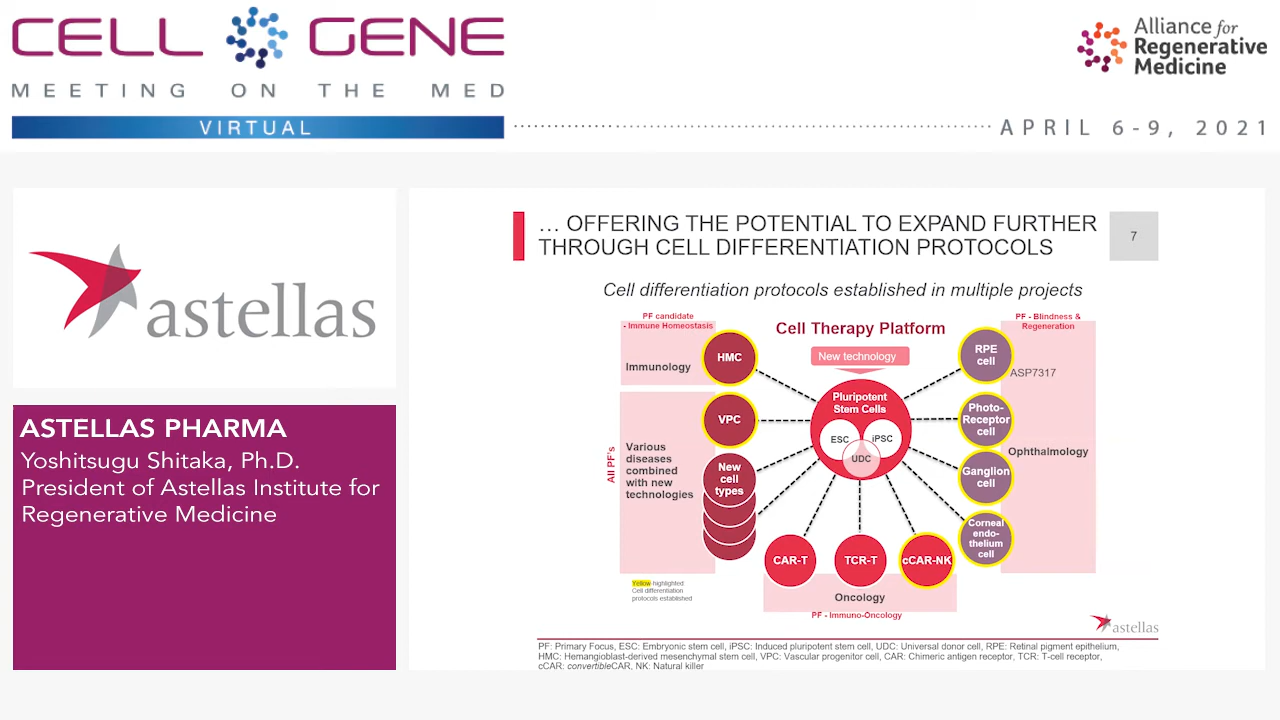 CELL GENE
MEETING ON THE MED
VIRTUAL
Alliance for
Regenerative
Medicine
APRIL 6-9, 2021
astellas
ASTELLAS PHARMA
Yoshitsugu Shitaka, Ph.D.
President of Astellas Institute for
Regenerative Medicine
… OFFERING THE POTENTIAL TO EXPAND FURTHER
THROUGH CELL DIFFERENTIATION PROTOCOLS
7
Cell differentiation protocols established in multiple projects
PF candidate
- Immune Homeostasis
Immunology
HMC
All PF's
Various
diseases
combined
with new
technologies
VPC
New
cell
types
Yellow-highlighted
Cell differentiation
protocols established
Cell Therapy Platform
New technology
Pluripotent
Stem Cells
ESC
iPSC
UDC
CAR-T
TCR-T
cCAR-NK
Oncology
PF - Immuno-Oncology
PF - Blindness &
Regeneration
RPE
cell
ASP7317
Photo-
Receptor
cell
Ophthalmology
Ganglion
cell
Corneal
endo-
thelium
cell
astellas
PF: Primary Focus, ESC: Embryonic stem cell, iPSC: Induced pluripotent stem cell, UDC: Universal donor cell, RPE: Retinal pigment epithelium,
HMC: Hemangioblast-derived mesenchymal stem cell, VPC: Vascular progenitor cell, CAR: Chimeric antigen receptor, TCR: T-cell receptor,
cCAR: convertibleCAR, NK: Natural killer